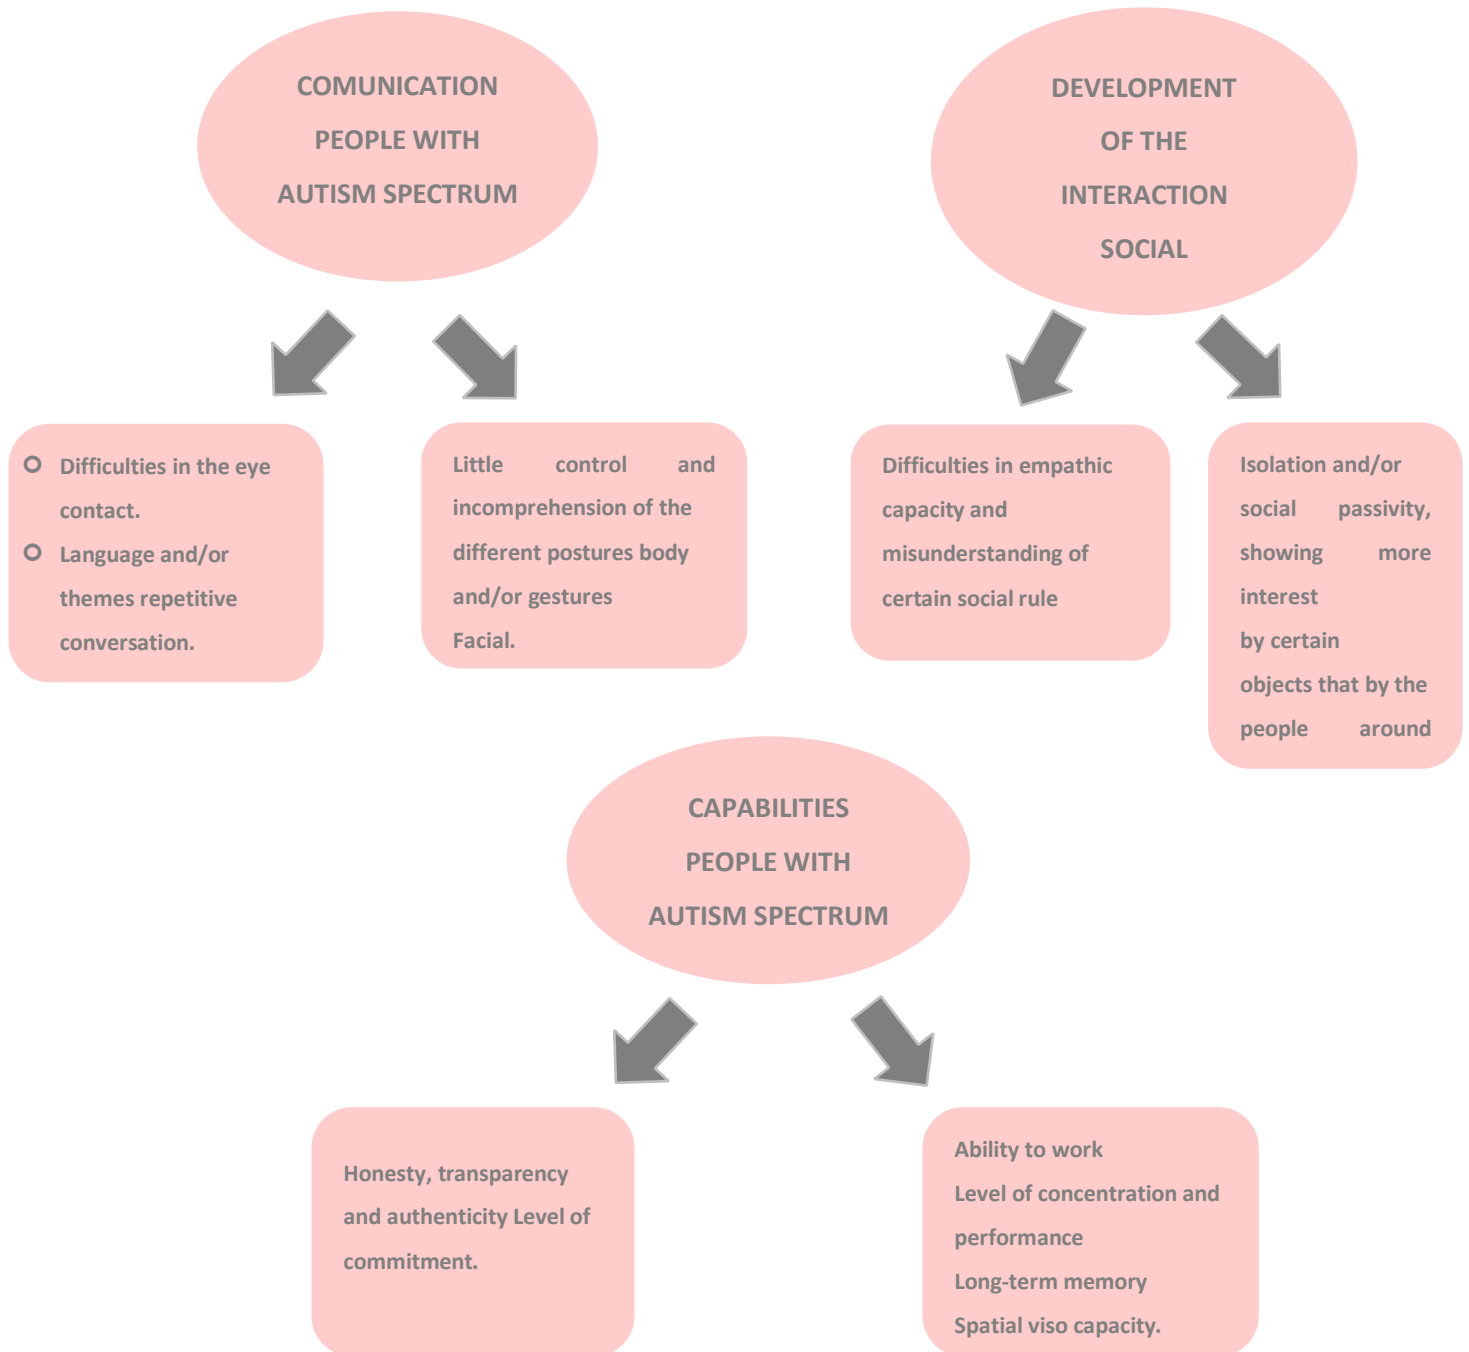 COMUNICATION
PEOPLE WITH
AUTISM SPECTRUM
DEVELOPMENT
OF THE
INTERACTION
SOCIAL
Difficulties in the eye
contact.
Language and/or
themes repetitive
conversation.
Little control and
incomprehension of the
different postures body
and/or gestures
Facial.
Difficulties in empathic
capacity and
misunderstanding of
certain social rule
Isolation and/or
social passivity,
showing more
interest
by certain
objects that by the
people around
CAPABILITIES
PEOPLE WITH
AUTISM SPECTRUM
Honesty, transparency
and authenticity Level of
commitment.
Ability to work
Level of concentration and
performance
Long-term memory
Spatial viso capacity.